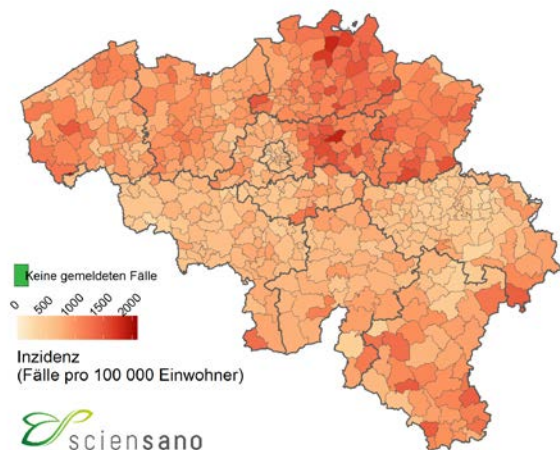 Keine gemeldeten Fälle
0 500 1000 1500 2000
Inzidenz
(Fälle pro 100 000 Einwohner)
sciensano